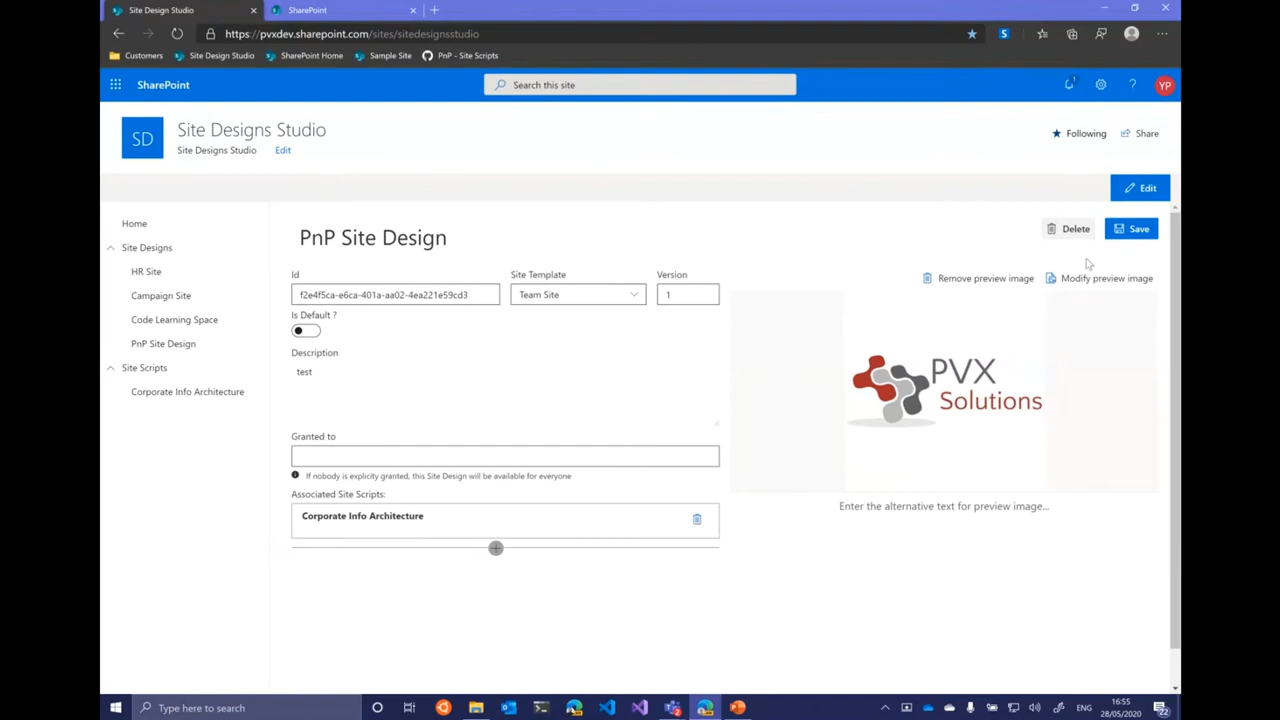 Site Design Studio
SharePoint
https://pvxdev.sharepoint.com/sites/sitedesignsstudio
Customers
Site Design Studio
SharePoint Home
Sample Site
PnP - Site Scripts
SharePoint
Search this site
1
?
YP
SD
Site Designs Studio
Site Designs Studio
Edit
Following
Share
Edit
Home
Site Designs
HR Site
Campaign Site
Code Learning Space
PnP Site Design
Site Scripts
Corporate Info Architecture
PnP Site Design
Delete
Save
Id
Site Template
Version
f2e4f5ca-e6ca-401a-aa02-4ea221e59cd3
Team Site
1
Remove preview image
Modify preview image
Is Default ?
Description
test
PVX
Solutions
Granted to
If nobody is explicity granted, this Site Design will be available for everyone
Associated Site Scripts:
Corporate Info Architecture
Enter the alternative text for preview image...
Type here to search
ENG
16:55
28/05/2020
22